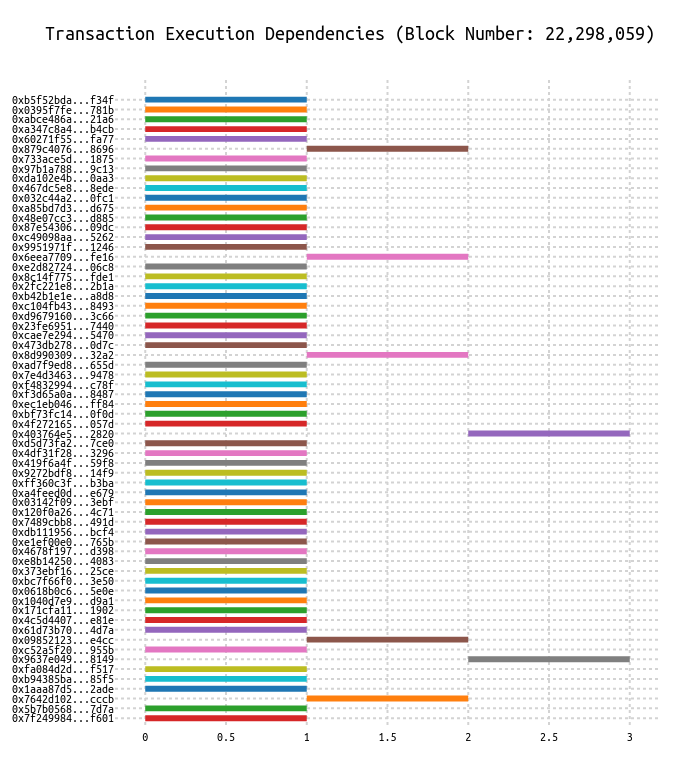 Transaction Execution Dependencies (Block Number: 22,298,059)
0xb5f52bda...f34f
0x0395f7fe...781b
0xabce486a...21a6
0xa347c8a4...b4cb
0x60271f55...fa77
0x879c4076...8696
0x733ace5d...1875
0x97b1a788...9c13
0xda102e4b...0aa3
0x467dc5e8...8ede
0x032c44a2...0fc1
0xa85bd7d3...d675
0x48e07cc3...d885
0x87e54306...09dc
0xc49098aa...5262
0x9951971f...1246
0x6eea7709...fe16
0xe2d82724...06c8
0x8c14f775...fde1
0x2fc221e8...2b1a
0xb42b1e1e...a8d8
0xc104fb43...8493
0xd9679160...3c66
0x23fe6951...7440
0xcae7e294...5470
0x473db278...0d7c
0x8d990309...32a2
0xad7f9ed8...655d
0x7e4d3463...9478
0xf4832994...c78f
0xf3d65a0a...8487
0xec1eb046...ff84
0xbf73fc14...0f0d
0x4f272165...057d
0x403764e5...2820
0xd5d73fa2...7ce0
0x4df31f28...3296
0x419f6a4f...59f8
0x9272bdf8...14f9
0xff360c3f...b3ba
0xa4feed0d...e679
0x03142f09...3ebf
0x120f0a26...4c71
0x7489cbb8...491d
0xdb111956...bcf4
0xe1ef00e0...765b
0x4678f197...d398
0xe8b14250...4083
0x373ebf16...25ce
0xbc7f66f0...3e50
0x0618b0c6...5e0e
0x1040d7e9...d9a1
0x171cfa11...1902
0x4c5d4407...e81e
0x61d73b70...4d7a
0x09852123...e4cc
0xc52a5f20...955b
0x9637e049...8149
0xfa084d2d...f517
0xb94385ba...85f5
0x1aaa87d5...2ade
0x7642d102...cccb
0x5b7b0568...7d7a
0x7f249984...f601
0 0.5 1 1.5 2 2.5 3